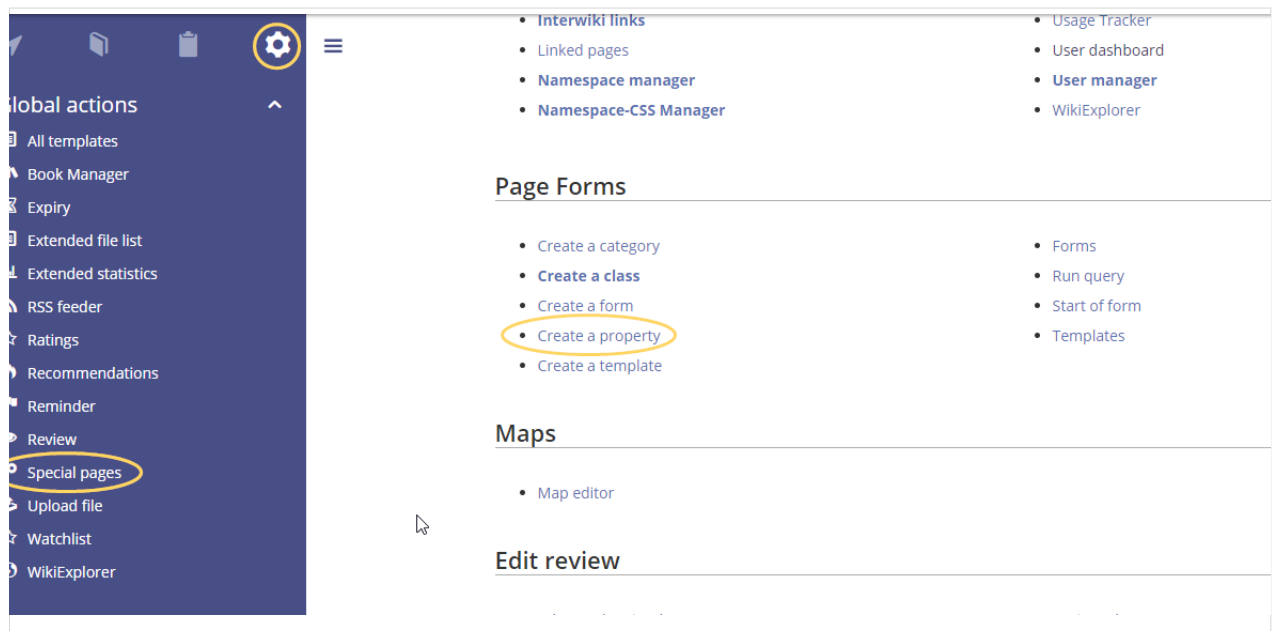 Global actions
All templates
Book Manager
Expiry
Extended file list
Extended statistics
RSS feeder
Ratings
Recommendations
Reminder
Review
Special pages
Upload file
Watchlist
WikiExplorer
Interwiki links
Linked pages
Namespace manager
Namespace-CSS Manager
Usage Tracker
User dashboard
User manager
WikiExplorer
Page Forms
Create a category
Create a class
Create a form
Create a property
Create a template
Forms
Run query
Start of form
Templates
Maps
Map editor
Edit review